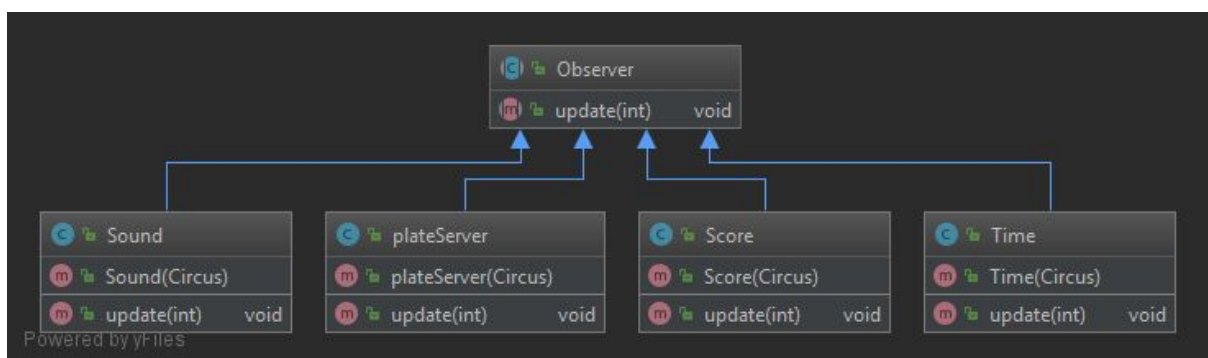 Observer
update(int) void
Sound
Sound(Circus)
update(int) void
plateServer
plateServer(Circus)
update(int) void
Score
Score(Circus)
update(int) void
Time
Time(Circus)
update(int) void
Powered by yFiles